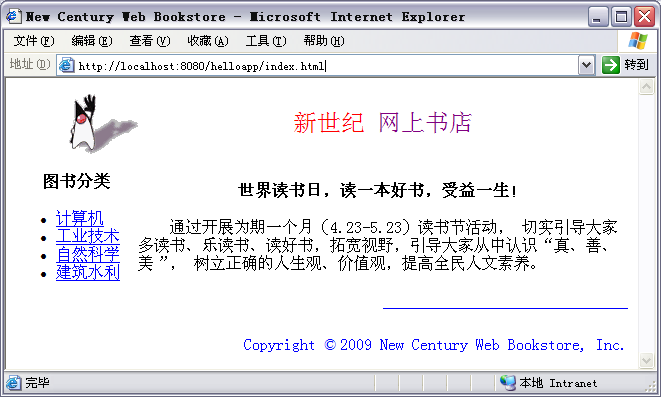 New Century Web Bookstore - Microsoft Internet Explorer
文件(F) 编辑(E) 查看(V) 收藏(A) 工具(T) 帮助(H)
地址(D) http://localhost:8080/helloapp/index.html 转到
新世纪 网上书店
图书分类
计算机
工业技术
自然科学
建筑水利
世界读书日，读一本好书，受益一生!
通过开展为期一个月（4.23-5.23）读书节活动， 切实引导大家
多读书、乐读书、读好书，拓宽视野，引导大家从中认识“真、善、
美 ”， 树立正确的人生观、价值观，提高全民人文素养。
Copyright © 2009 New Century Web Bookstore, Inc.
完毕 本地 Intranet